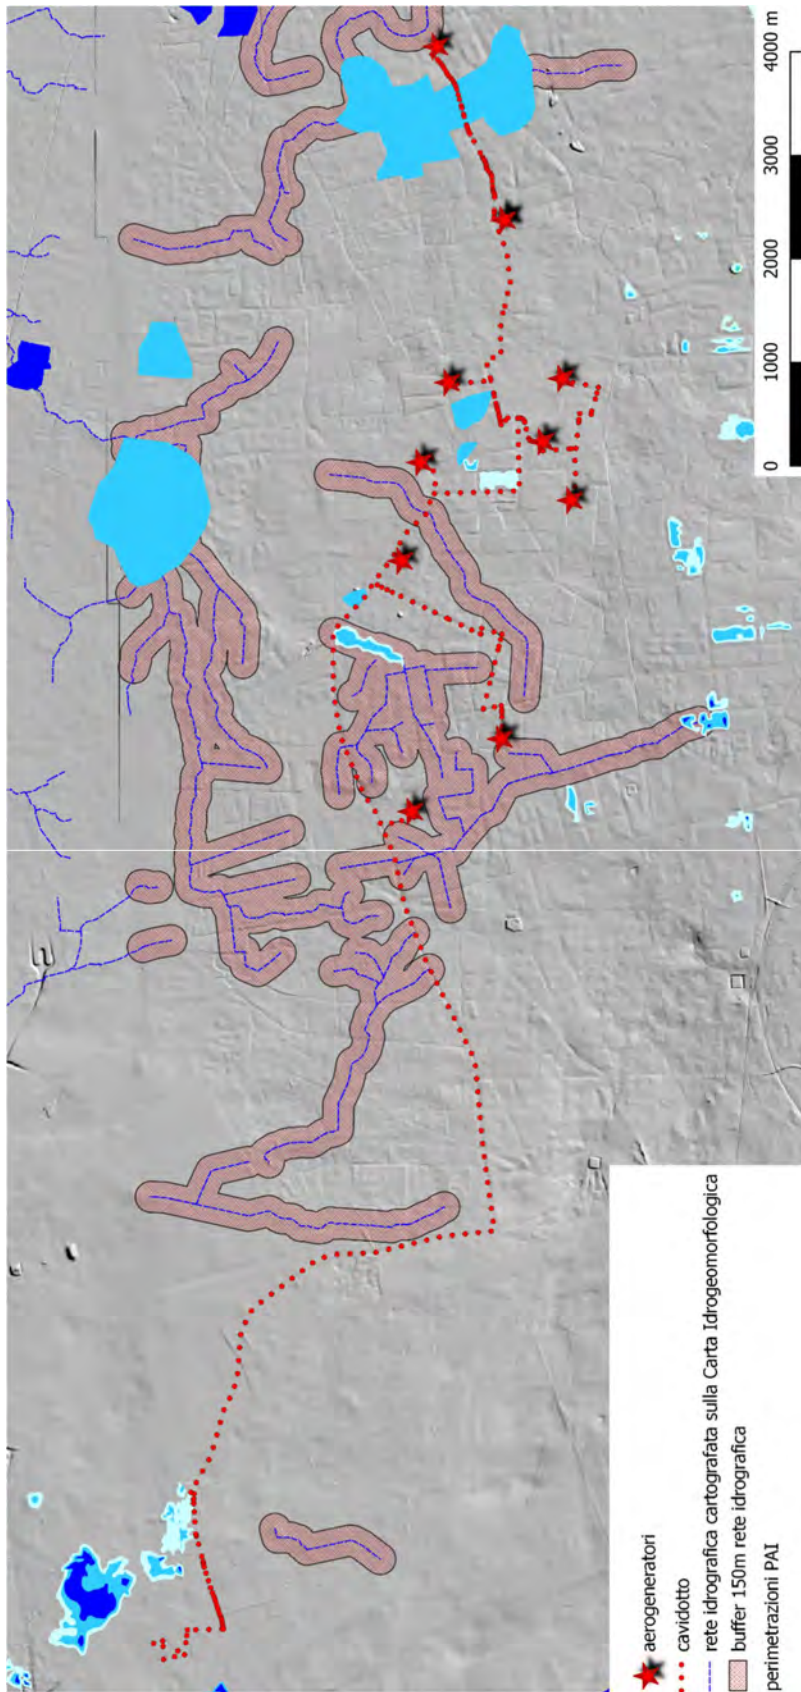 aerogeneratori
cavidotto
rete idrografica cartografata sulla Carta Idrogeomorfologica
buffer 150m rete idrografica
perimetrazioni PAI
0 1000 2000 3000 4000 m